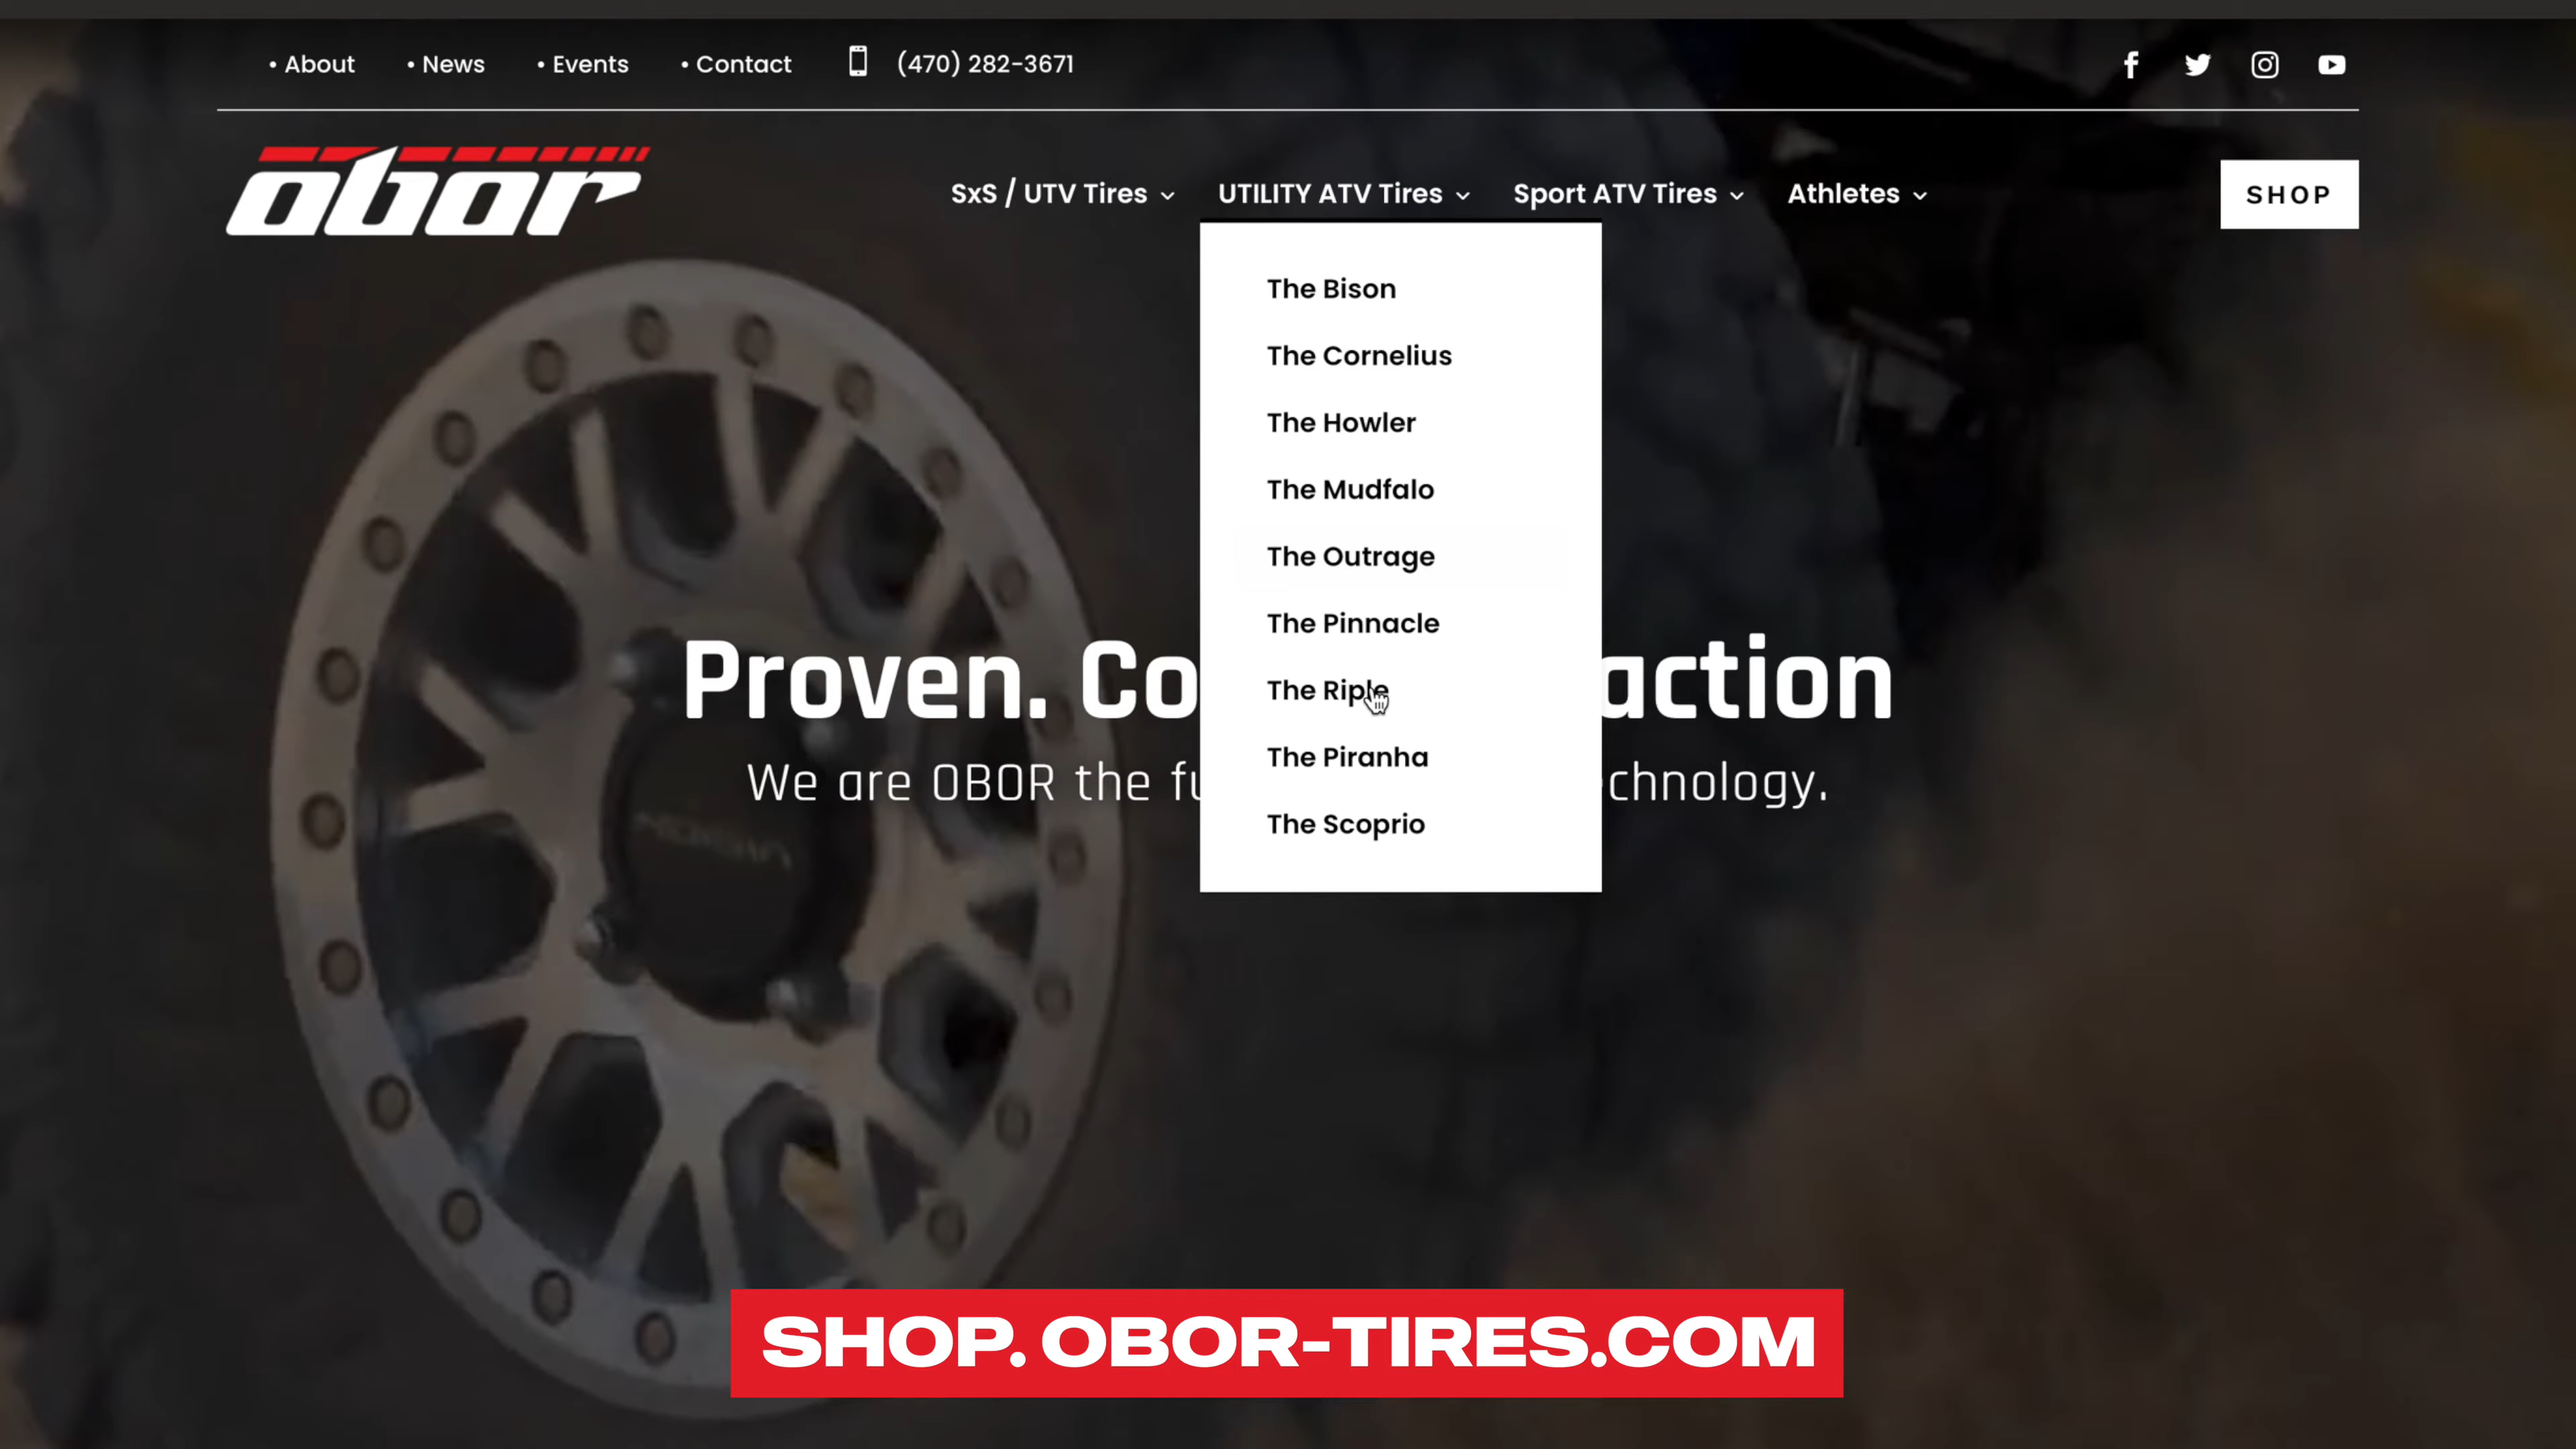 • About • News • Events • Contact (470) 282-3671
obor
SxS / UTV Tires UTILITY ATV Tires Sport ATV Tires Athletes SHOP
The Bison
The Cornelius
The Howler
The Mudfalo
The Outrage
The Pinnacle
The Riple
The Piranha
The Scoprio
Proven. Co action
We are OBOR the fu chnology.
SHOP. OBOR-TIRES.COM